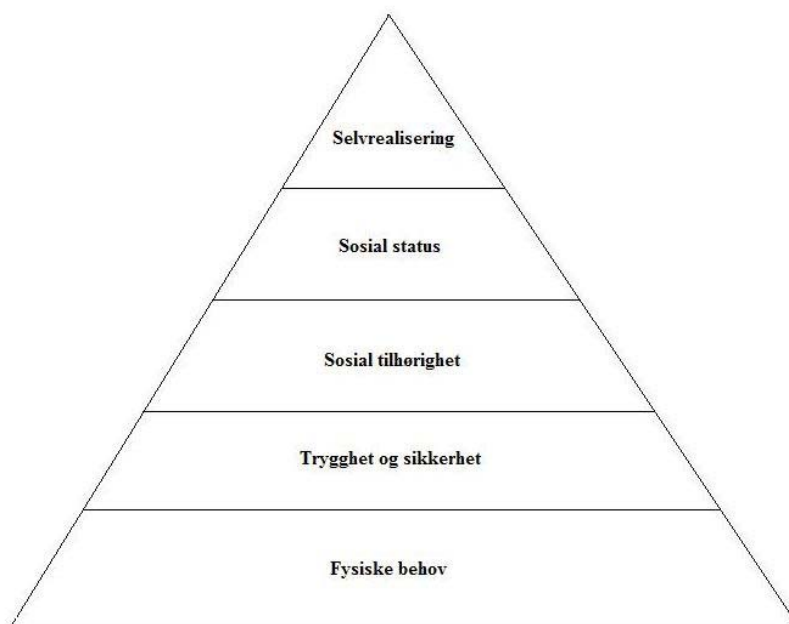 Selvrealisering
Sosial status
Sosial tilhørighet
Trygghet og sikkerhet
Fysiske behov